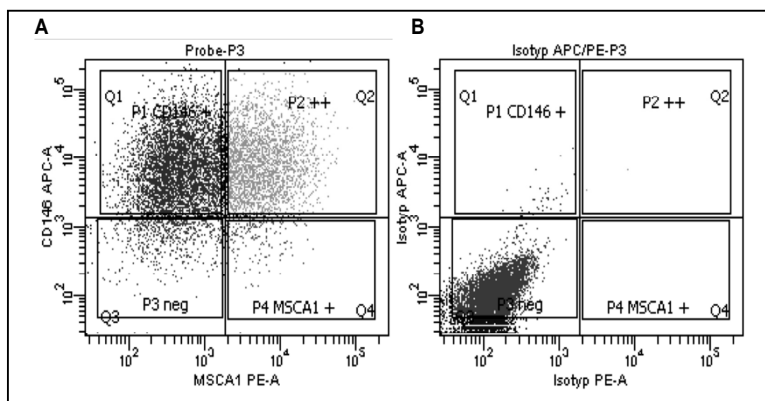 A
Probe-P3
Q1
P1 CD146 +
P2 ++
Q2
CD146 APC-A
10^5
10^4
10^3
10^2
Q3
P3 neg
P4 MSCA1 +
Q4
10^2
10^3
10^4
10^5
MSCA1 PE-A
B
Isotyp APC/PE-P3
Q1
P1 CD146 +
P2 ++
Q2
Isotyp APC-A
10^5
10^4
10^3
10^2
P3 neg
P4 MSCA1 +
Q4
10^2
10^3
10^4
10^5
Isotyp PE-A